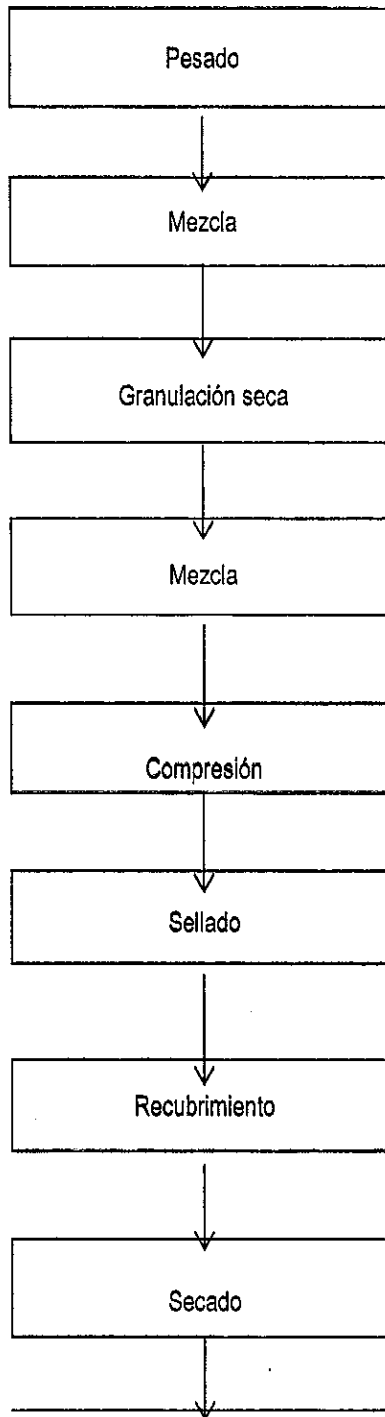 Pesado
Mezcla
Granulación seca
Mezcla
Compresión
Sellado
Recubrimiento
Secado